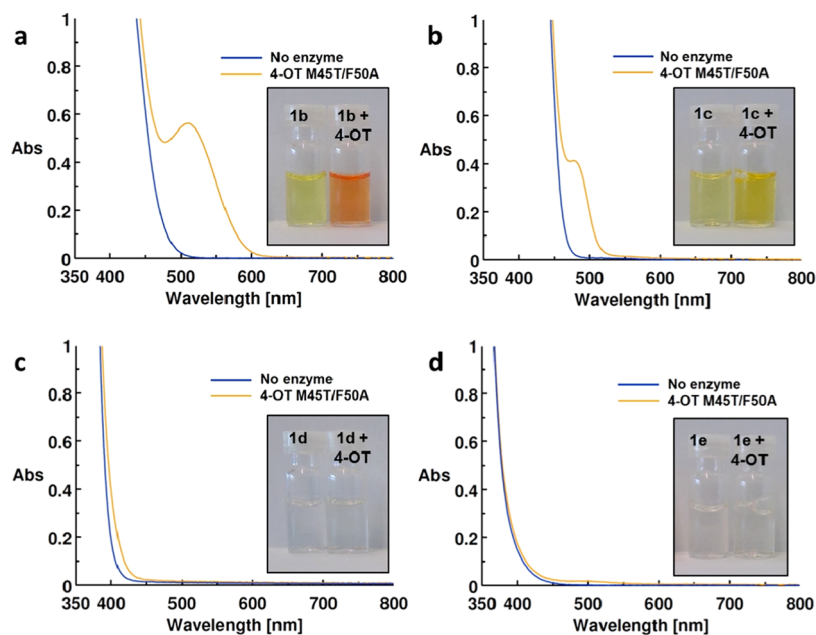 a
1
0.8
0.6
0.4
0.2
0
Abs
No enzyme
4-OT M45T/F50A
1b
1b +
4-OT
350 400 500 600 700 800
Wavelength [nm]
b
1
0.8
0.6
0.4
0.2
0
Abs
No enzyme
4-OT M45T/F50A
1c
1c +
4-OT
350 400 500 600 700 800
Wavelength [nm]
c
1
0.8
0.6
0.4
0.2
0
Abs
No enzyme
4-OT M45T/F50A
1d
1d +
4-OT
350 400 500 600 700 800
Wavelength [nm]
d
1
0.8
0.6
0.4
0.2
0
Abs
No enzyme
4-OT M45T/F50A
1e
1e +
4-OT
350 400 500 600 700 800
Wavelength [nm]